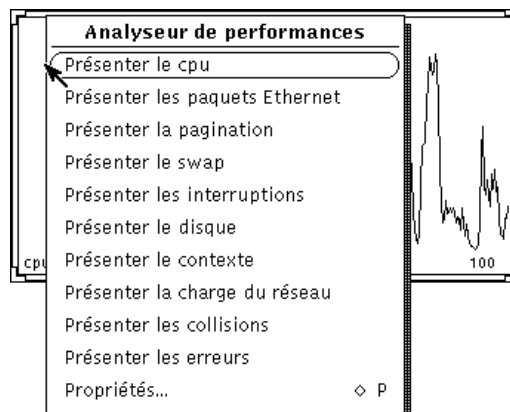 Analyseur de performances
Présenter le cpu
Présenter les paquets Ethernet
Présenter la pagination
Présenter le swap
Présenter les interruptions
Présenter le disque
Présenter le contexte
cpu
100
Présenter la charge du réseau
Présenter les collisions
Présenter les erreurs
Propriétés... ◇ P